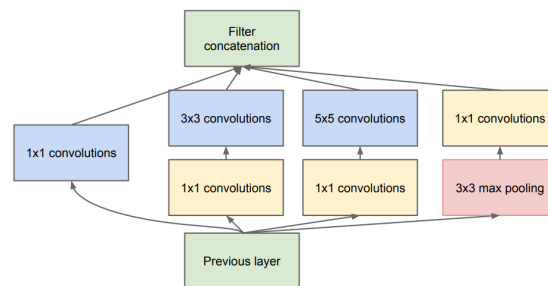 Filter
concatenation
3x3 convolutions
5x5 convolutions
1x1 convolutions
1x1 convolutions
1x1 convolutions
1x1 convolutions
3x3 max pooling
Previous layer